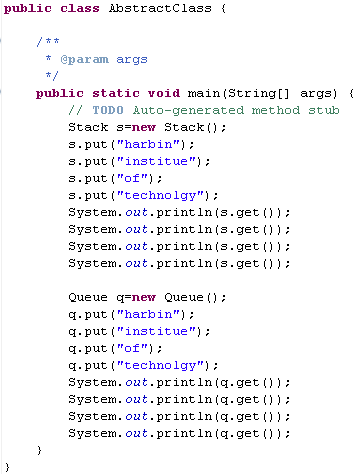 public class AbstractClass {
/**
* @param args
*/
public static void main(String[] args) {
// TODO Auto-generated method stub
Stack s=new Stack();
s.put("harbin");
s.put("institue");
s.put("of");
s.put("technolgy");
System.out.println(s.get());
System.out.println(s.get());
System.out.println(s.get());
System.out.println(s.get());
Queue q=new Queue();
q.put("harbin");
q.put("institue");
q.put("of");
q.put("technolgy");
System.out.println(q.get());
System.out.println(q.get());
System.out.println(q.get());
System.out.println(q.get());
}
}